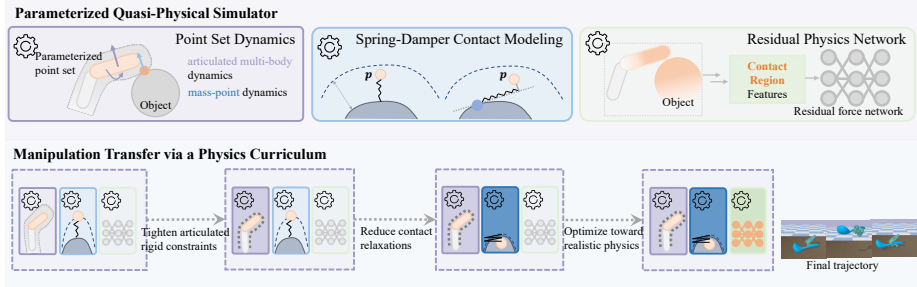 Parameterized Quasi-Physical Simulator
Point Set Dynamics
Parameterized
point set
articulated multi-body
dynamics
mass-point dynamics
Object
Spring-Damper Contact Modeling
p
p
Residual Physics Network
Object
Contact
Region
Features
Residual force network
Manipulation Transfer via a Physics Curriculum
Tighten articulated
rigid constraints
Reduce contact
relaxations
Optimize toward
realistic physics
Final trajectory